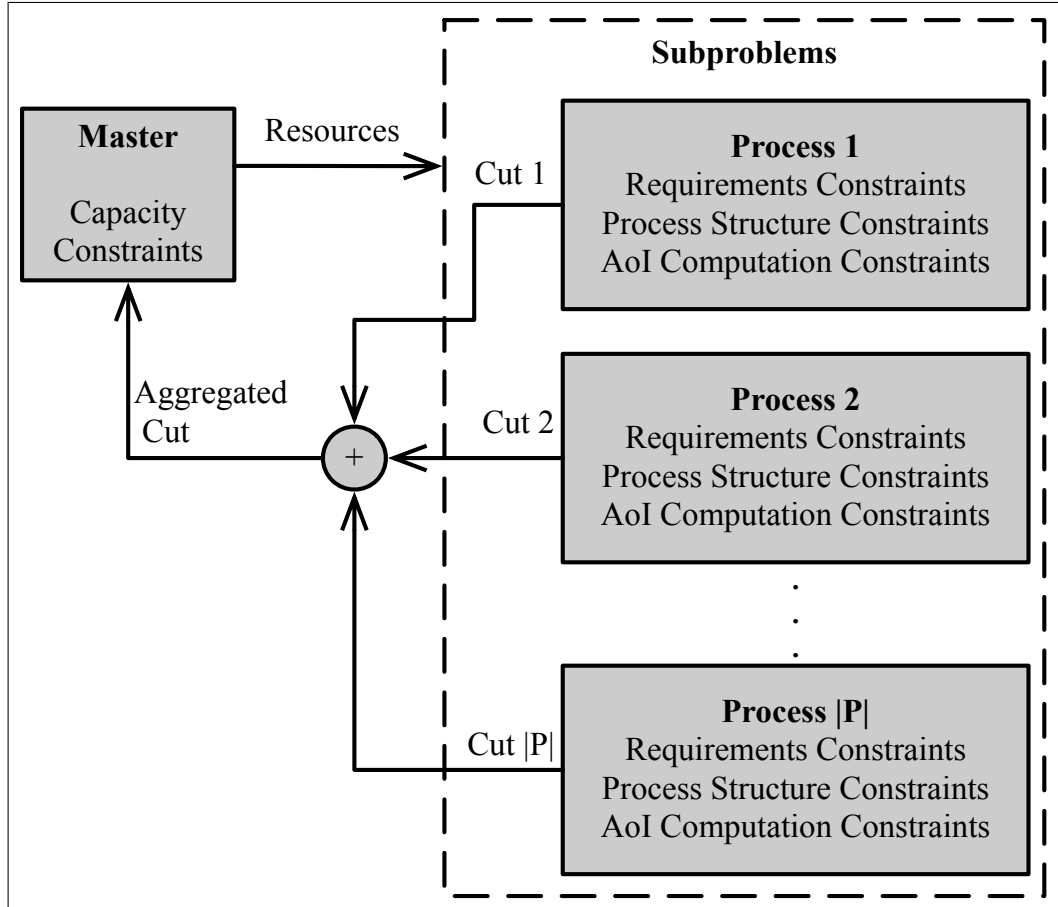 Subproblems
Master
Capacity
Constraints
Resources
Cut 1
Process 1
Requirements Constraints
Process Structure Constraints
AoI Computation Constraints
Aggregated
Cut
+
Cut 2
Process 2
Requirements Constraints
Process Structure Constraints
AoI Computation Constraints
.
.
.
Cut |P|
Process |P|
Requirements Constraints
Process Structure Constraints
AoI Computation Constraints